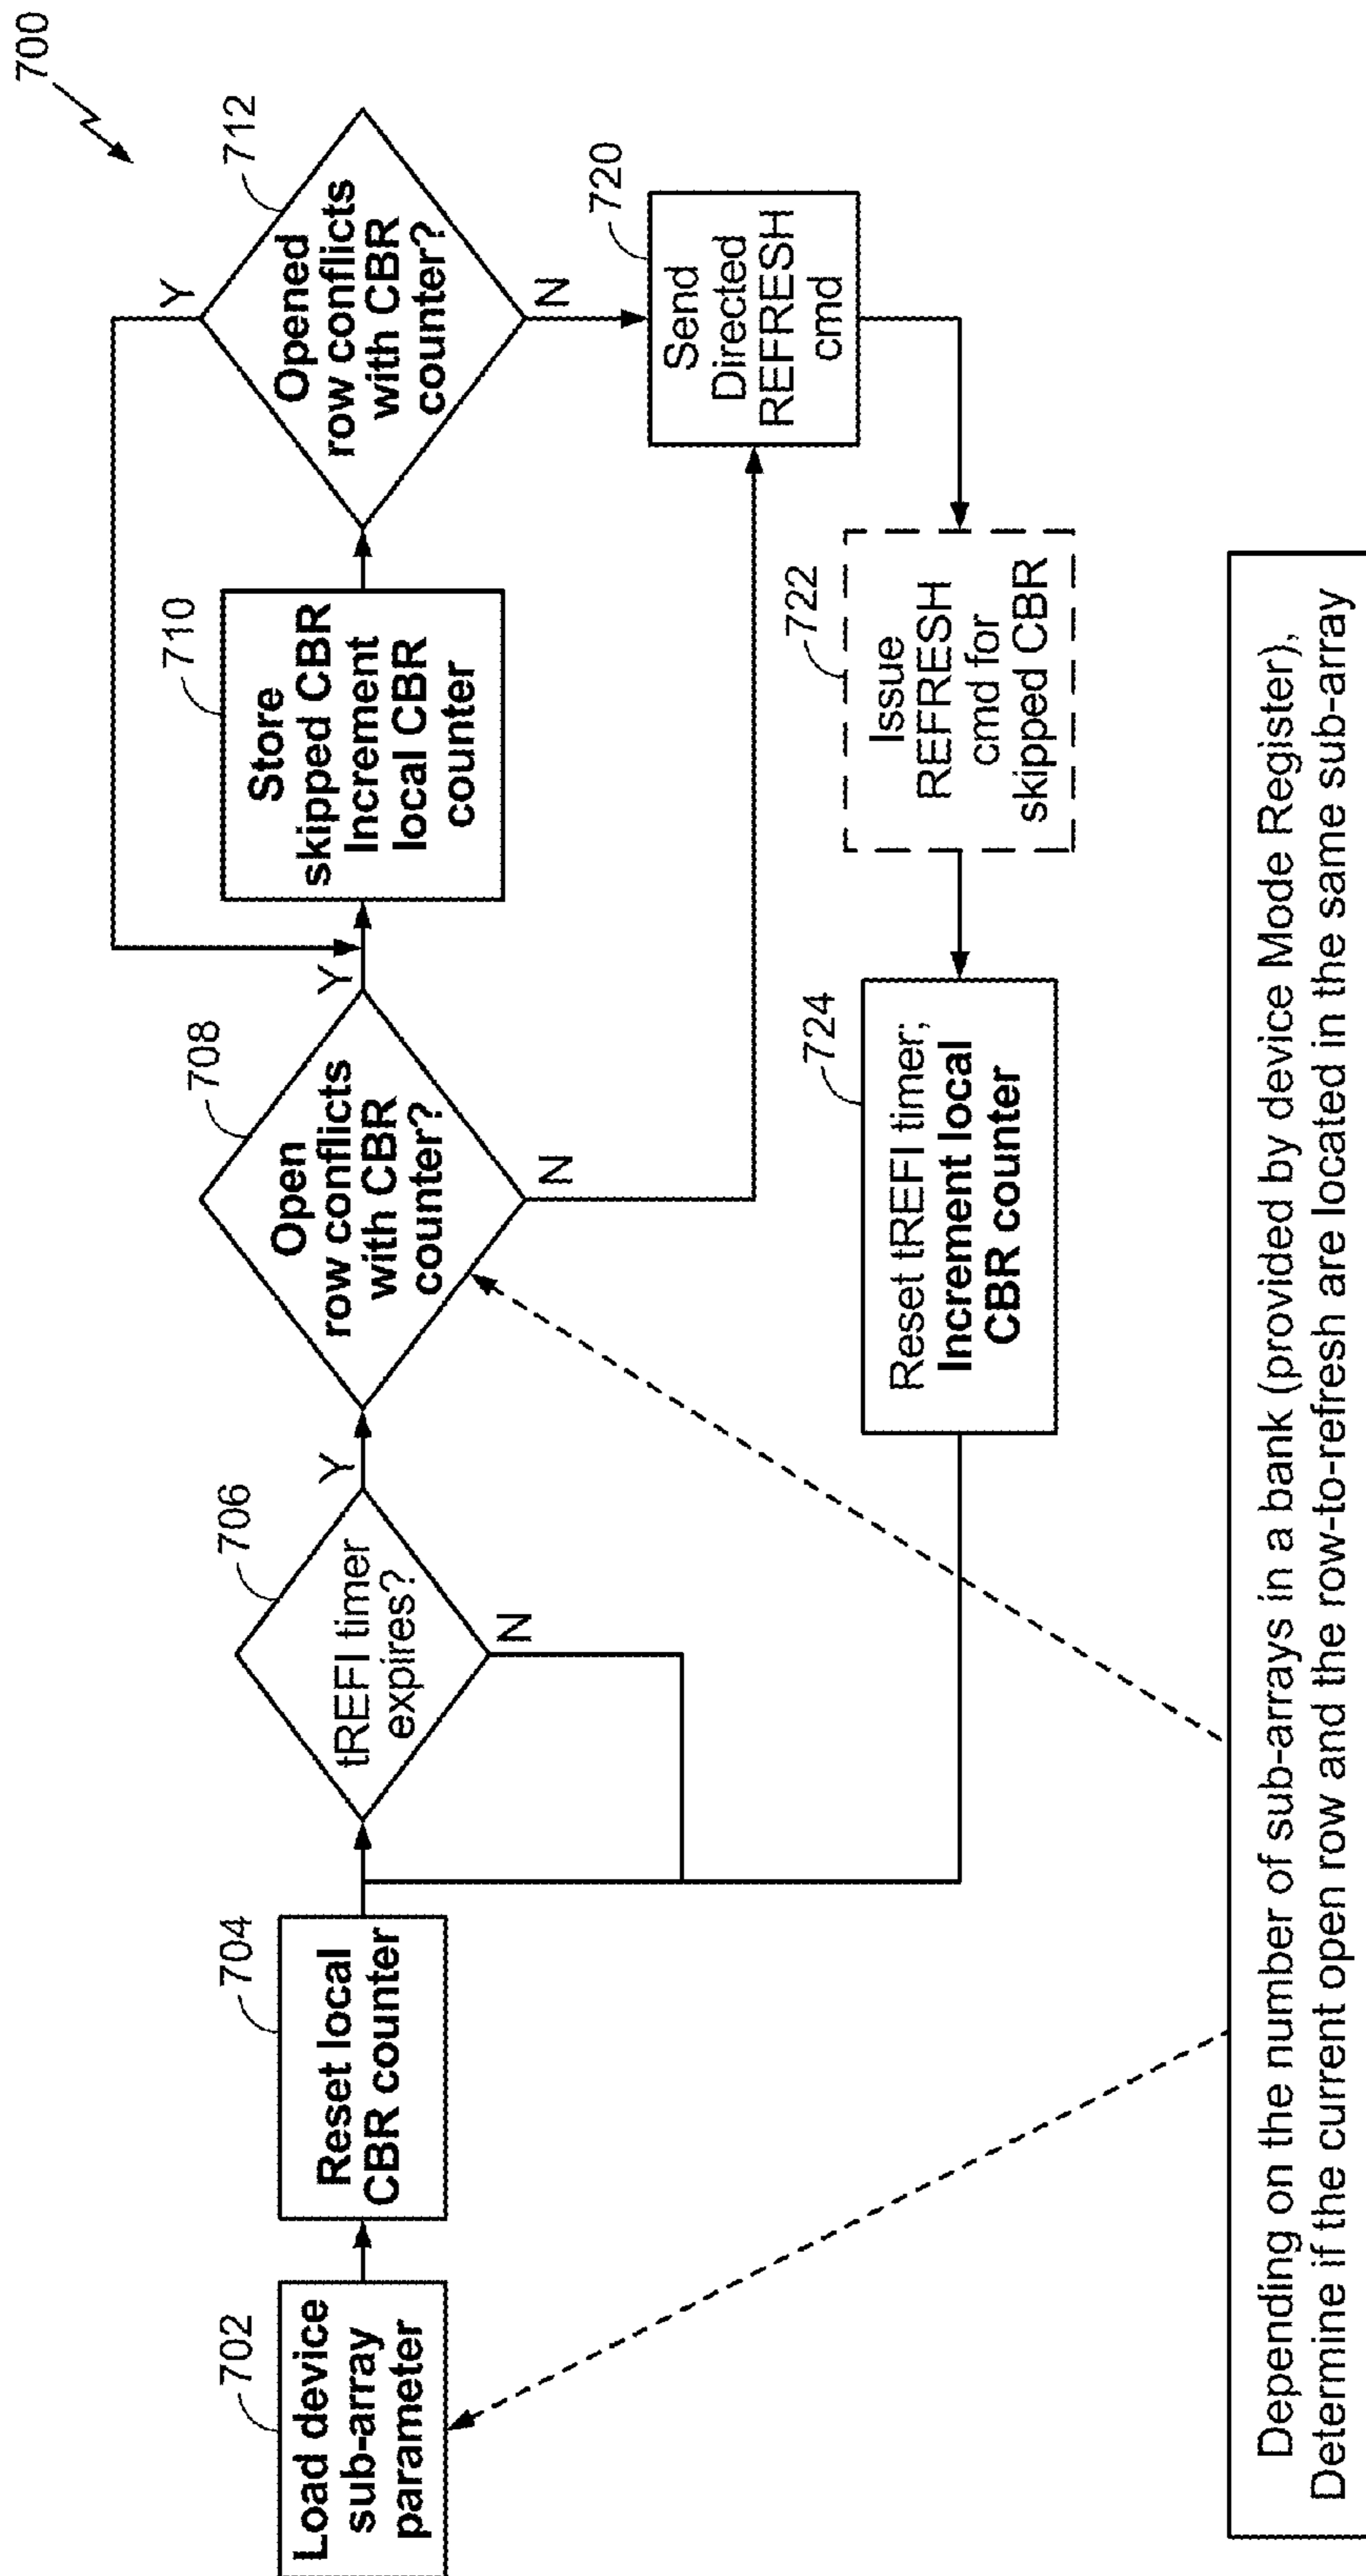 700
702
Load device
sub-array
parameter
704
Reset local
CBR counter
706
tREFI timer
expires?
Y
N
708
Open
row conflicts
with CBR
counter?
Y
N
710
Store
skipped CBR
Increment
local CBR
counter
712
Opened
row conflicts
with CBR
counter?
Y
N
720
Send
Directed
REFRESH
cmd
722
Issue
REFRESH
cmd for
skipped CBR
724
Reset tREFI timer;
Increment local
CBR counter
Depending on the number of sub-arrays in a bank (provided by device Mode Register),
Determine if the current open row and the row-to-refresh are located in the same sub-array